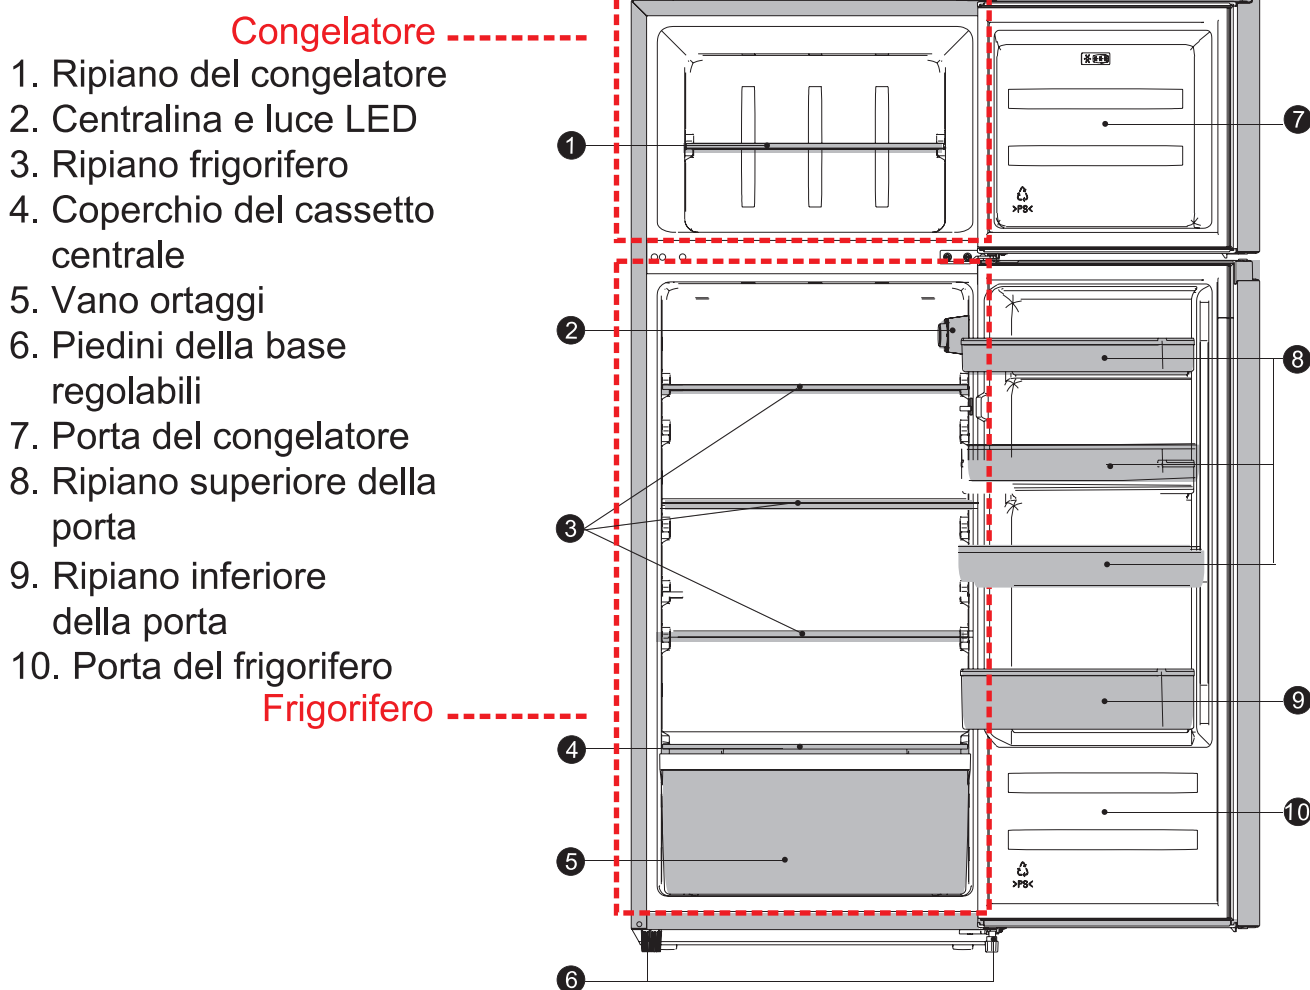 Congelatore
1. Ripiano del congelatore
2. Centralina e luce LED
3. Ripiano frigorifero
4. Coperchio del cassetto
centrale
5. Vano ortaggi
6. Piedini della base
regolabili
7. Porta del congelatore
8. Ripiano superiore della
porta
9. Ripiano inferiore
della porta
10. Porta del frigorifero
Frigorifero
1
2
3
4
5
6
7
>PS<
8
9
10
>PS<